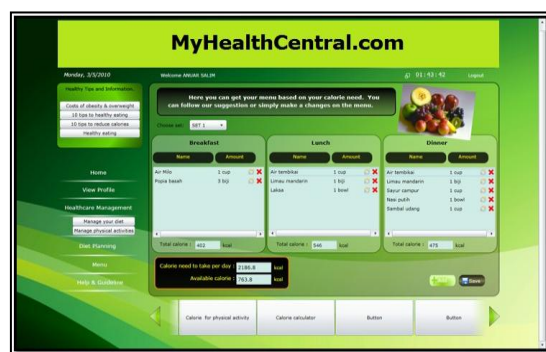 MyHealthCentral.com
Monday, 3/5/2010
Welcome ANUAR SALIM
01:43:42
Logout
Healthy Tips and Information
Costs of obesity & overweight
10 tips to healthy eating
10 tips to reduce calories
Healthy eating
Home
View Profile
Healthcare Management
Manage your diet
Manage physical activities
Diet Planning
Menu
Help & Guideline
Here you can get your menu based on your calorie need. You
can follow our suggestion or simply make a changes on the menu.
Choose set: SET 1
Breakfast
Name Amount
Air Milo 1 cup
Popia basah 3 biji
Total calorie : 402 kcal
Lunch
Name Amount
Air tembikai 1 cup
Limau mandarin 1 biji
Laksa 1 bowl
Total calorie : 546 kcal
Dinner
Name Amount
Air tembikai 1 cup
Limau mandarin 1 biji
Sayur campur 1 cup
Nasi putih 1 bowl
Sambal udang 1 cup
Total calorie : 475 kcal
Calorie need to take per day : 2186.8 kcal
Available calorie : 763.8 kcal
Save
Calorie for physical activity
Calorie calculator
Button
Button